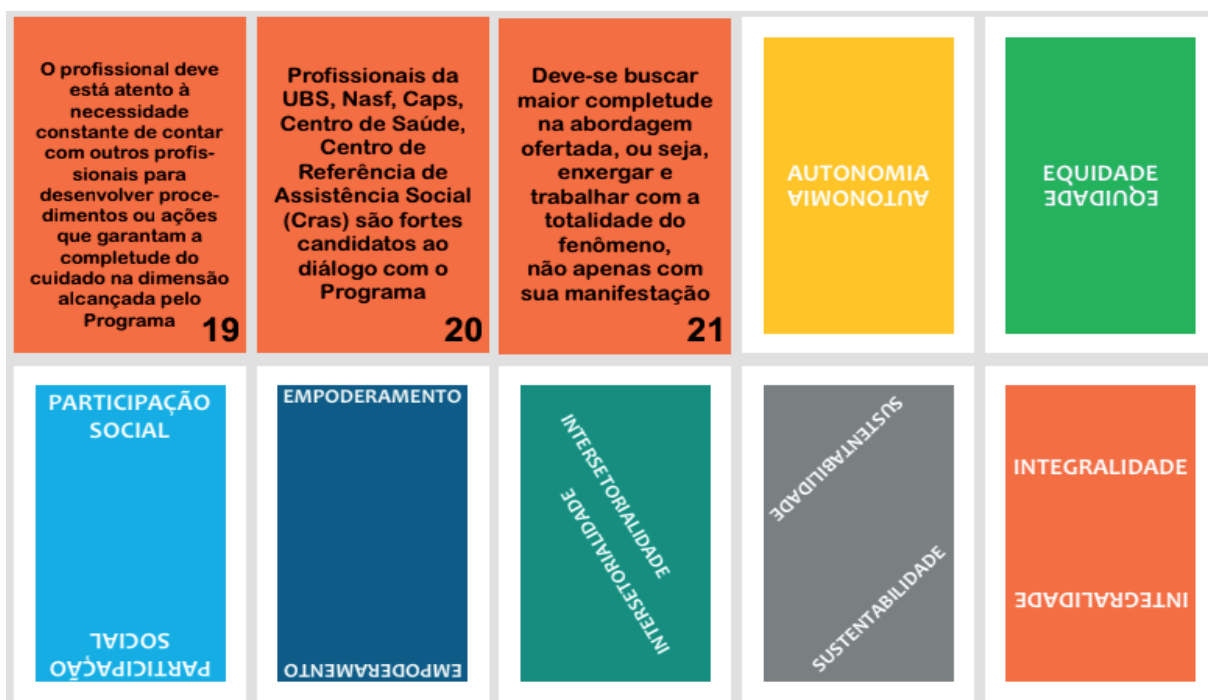 O profissional deve
está atento à
necessidade
constante de contar
com outros profis-
sionais para
desenvolver proce-
dimentos ou ações
que garantam a
completude do
cuidado na dimensão
alcançada pelo
Programa
19
Profissionais da
UBS, Nasf, Caps,
Centro de Saúde,
Centro de
Referência de
Assistência Social
(Cras) são fortes
candidatos ao
diálogo com o
Programa
20
Deve-se buscar
maior completude
na abordagem
ofertada, ou seja,
enxergar e
trabalhar com a
totalidade do
fenômeno,
não apenas com
sua manifestação
21
AUTONOMIA
AUTONOMIA
EQUIDADE
EQUIDADE
PARTICIPAÇÃO
SOCIAL
PARTICIPAÇÃO
SOCIAL
EMPODERAMENTO
EMPODERAMENTO
INTERSETORIALIDADE
INTERSETORIALIDADE
SUSTENTABILIDADE
SUSTENTABILIDADE
INTEGRALIDADE
INTEGRALIDADE